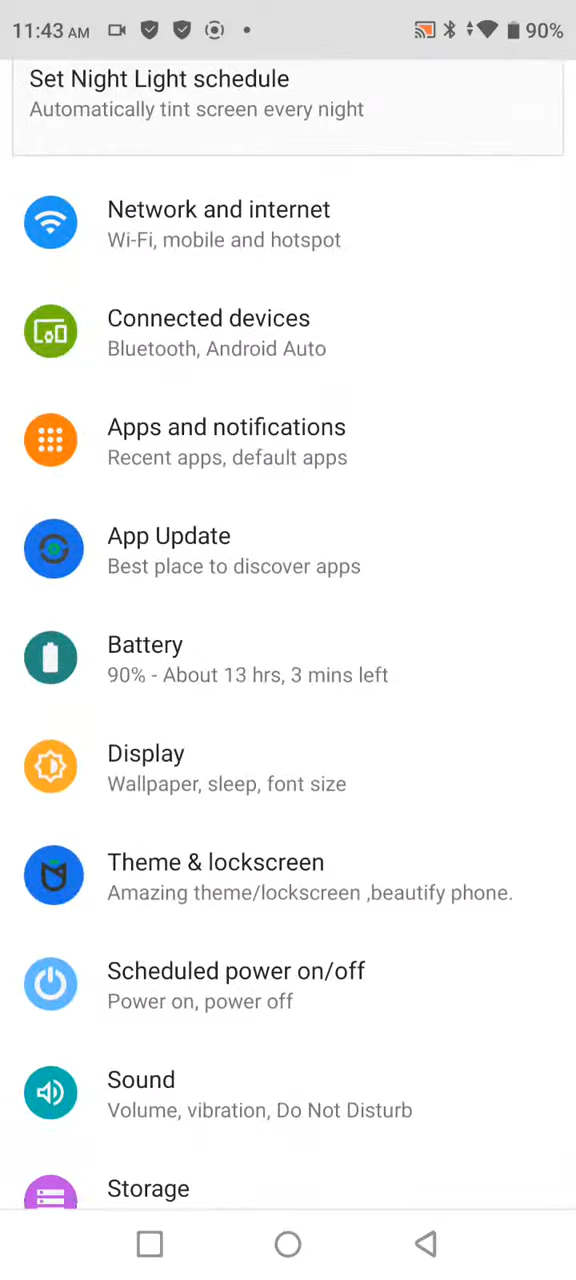 11:43 AM
90%
Set Night Light schedule
Automatically tint screen every night
Network and internet
Wi-Fi, mobile and hotspot
Connected devices
Bluetooth, Android Auto
Apps and notifications
Recent apps, default apps
App Update
Best place to discover apps
Battery
90% - About 13 hrs, 3 mins left
Display
Wallpaper, sleep, font size
Theme & lockscreen
Amazing theme/lockscreen ,beautify phone.
Scheduled power on/off
Power on, power off
Sound
Volume, vibration, Do Not Disturb
Storage